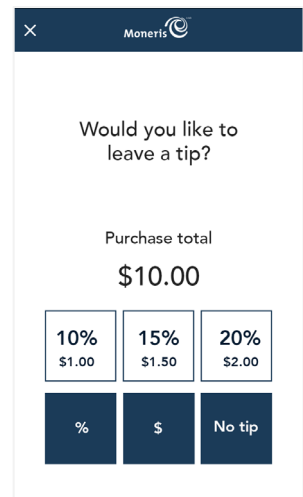 Moneris
Would you like to
leave a tip?
Purchase total
$10.00
10% 15% 20%
$1.00 $1.50 $2.00
% $ No tip